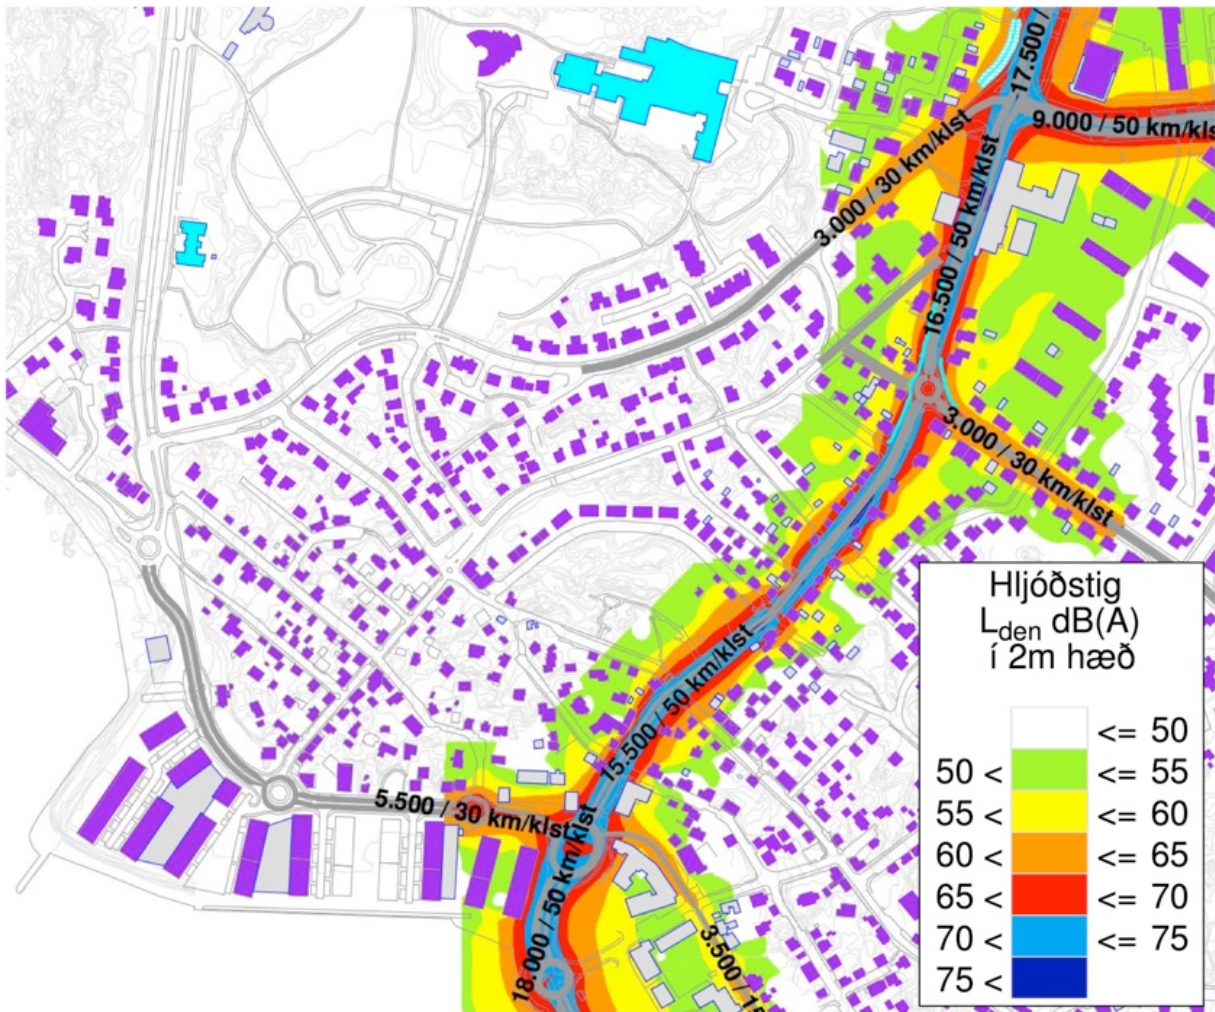 17.500 /
9.000 / 50 km/klst
3.000 / 30 km/klst
16.500 / 50 km/klst
3.000 / 30 km/klst
15.500 / 50 km/klst
5.500 / 30 km/klst
18.000 / 50 km/klst
3.500 / 15
Hljóðstig
Lden dB(A)
í 2m hæð
<= 50
50 < <= 55
55 < <= 60
60 < <= 65
65 < <= 70
70 < <= 75
75 <